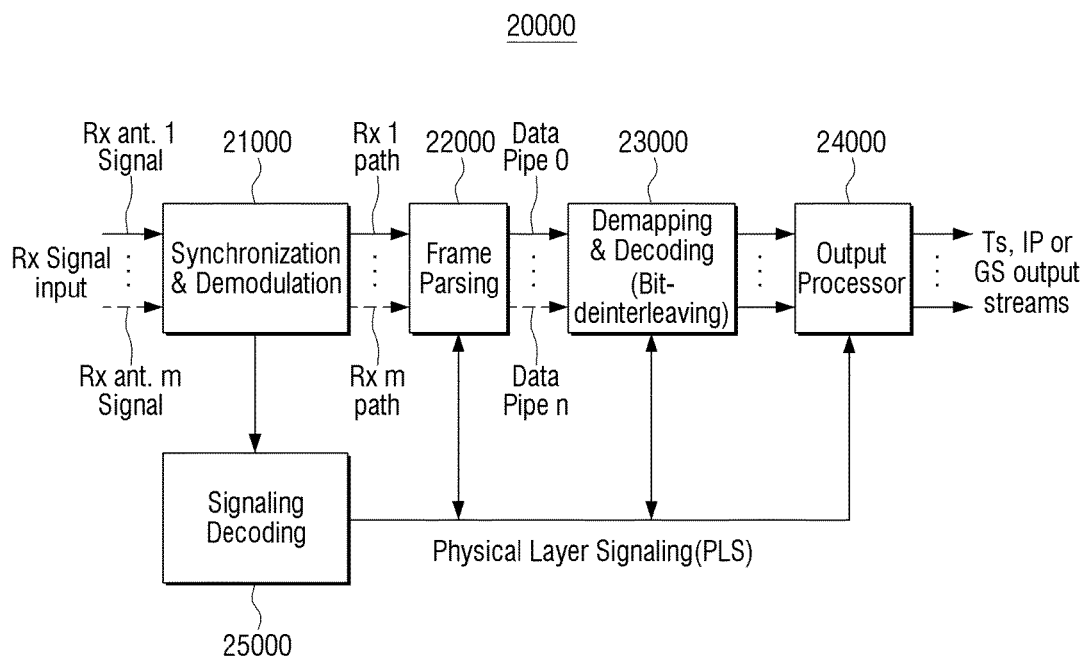 20000
Rx ant. 1
Signal
21000
Rx 1
path
22000
Data
Pipe 0
23000
24000
Rx Signal
input
Synchronization
& Demodulation
Frame
Parsing
Demapping
& Decoding
(Bit-
deinterleaving)
Output
Processor
Ts, IP or
GS output
streams
Rx ant. m
Signal
Rx m
path
Data
Pipe n
Signaling
Decoding
Physical Layer Signaling(PLS)
25000